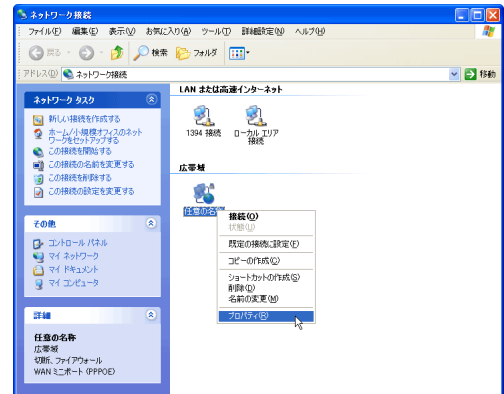 ネットワーク接続
ファイル(F) 編集(E) 表示(V) お気に入り(A) ツール(T) 詳細設定(N) ヘルプ(H)
戻る 検索 フォルダ
アドレス(D) ネットワーク接続 移動
ネットワーク タスク
新しい接続を作成する
ホーム/小規模オフィスのネット
ワークをセットアップする
この接続を開始する
この接続の名前を変更する
この接続を削除する
この接続の設定を変更する
その他
コントロール パネル
マイ ネットワーク
マイ ドキュメント
マイ コンピュータ
詳細
任意の名称
広帯域
切断、ファイアウォール
WAN ミニポート (PPPOE)
LAN または高速インターネット
1394 接続
ローカル エリア
接続
広帯域
任意の名称
接続(O)
状態(U)
既定の接続に設定(F)
コピーの作成(C)
ショートカットの作成(S)
削除(D)
名前の変更(M)
プロパティ(R)